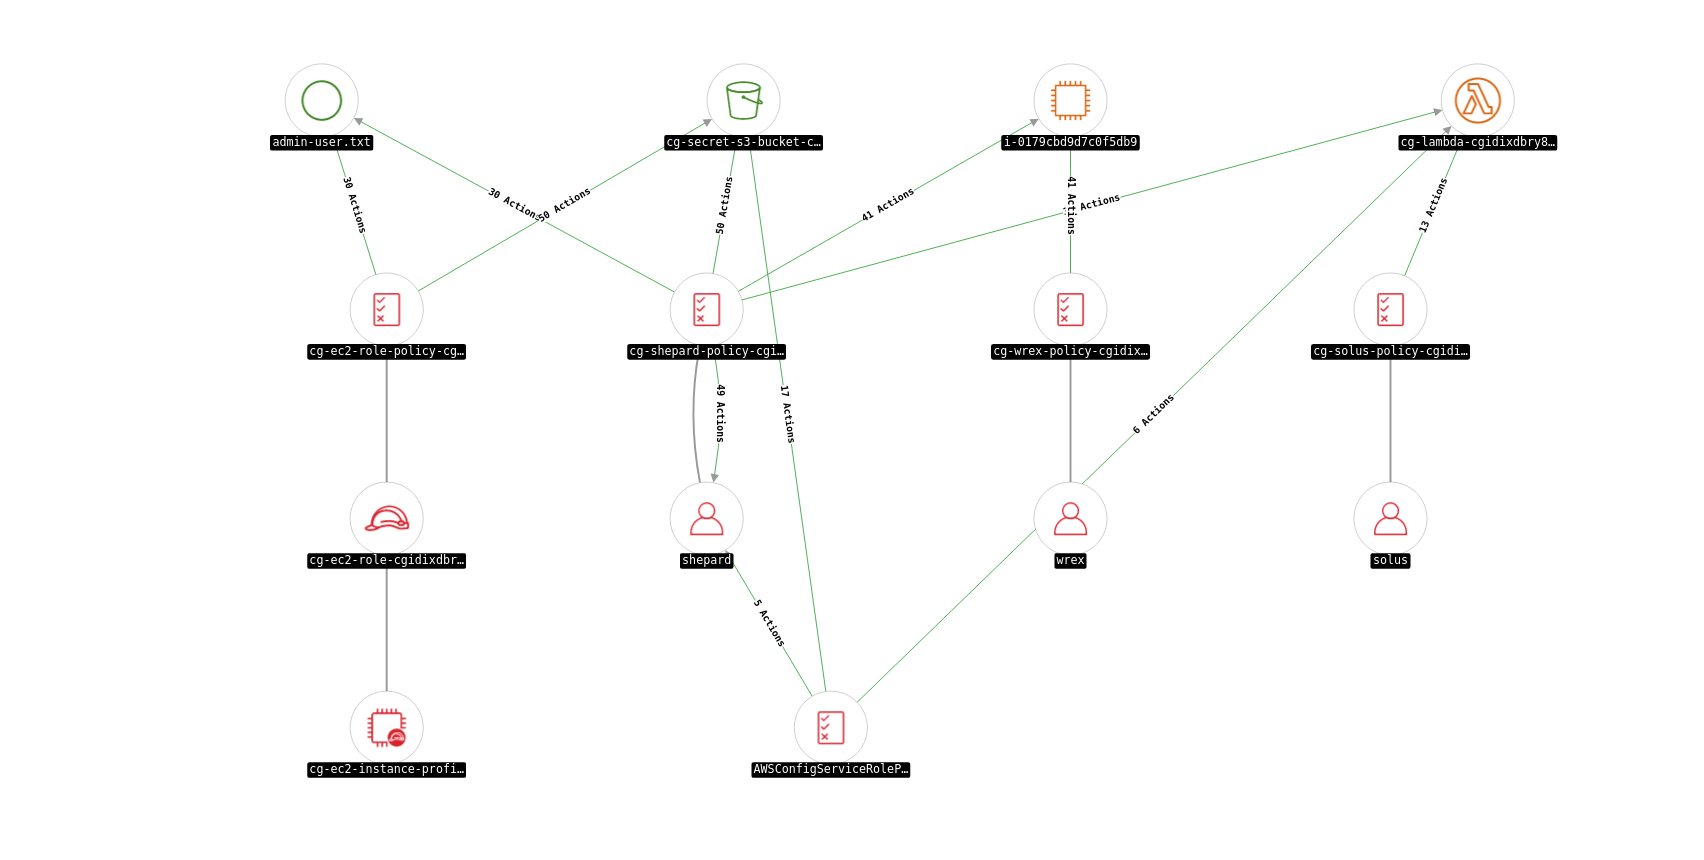 admin-user.txt
cg-secret-s3-bucket-c…
i-0179cbd9d7c0f5db9
cg-lambda-cgidixdbry8…
30 Actions
30 Actions
50 Actions
50 Actions
41 Actions
41 Actions
Actions
13 Actions
cg-ec2-role-policy-cg…
cg-shepard-policy-cgi…
cg-wrex-policy-cgidix…
cg-solus-policy-cgidi…
49 Actions
17 Actions
6 Actions
cg-ec2-role-cgidixdbr…
shepard
wrex
solus
5 Actions
cg-ec2-instance-profi…
AWSConfigServiceRoleP…